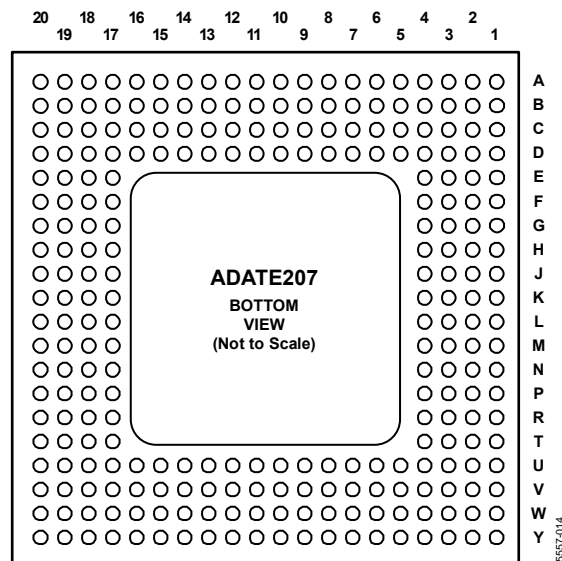 20 18 16 14 12 10 8 6 4 2
19 17 15 13 11 9 7 5 3 1
A
B
C
D
E
F
G
H
J
K
L
M
N
P
R
T
U
V
W
Y
ADATE207
BOTTOM
VIEW
(Not to Scale)
5557-014